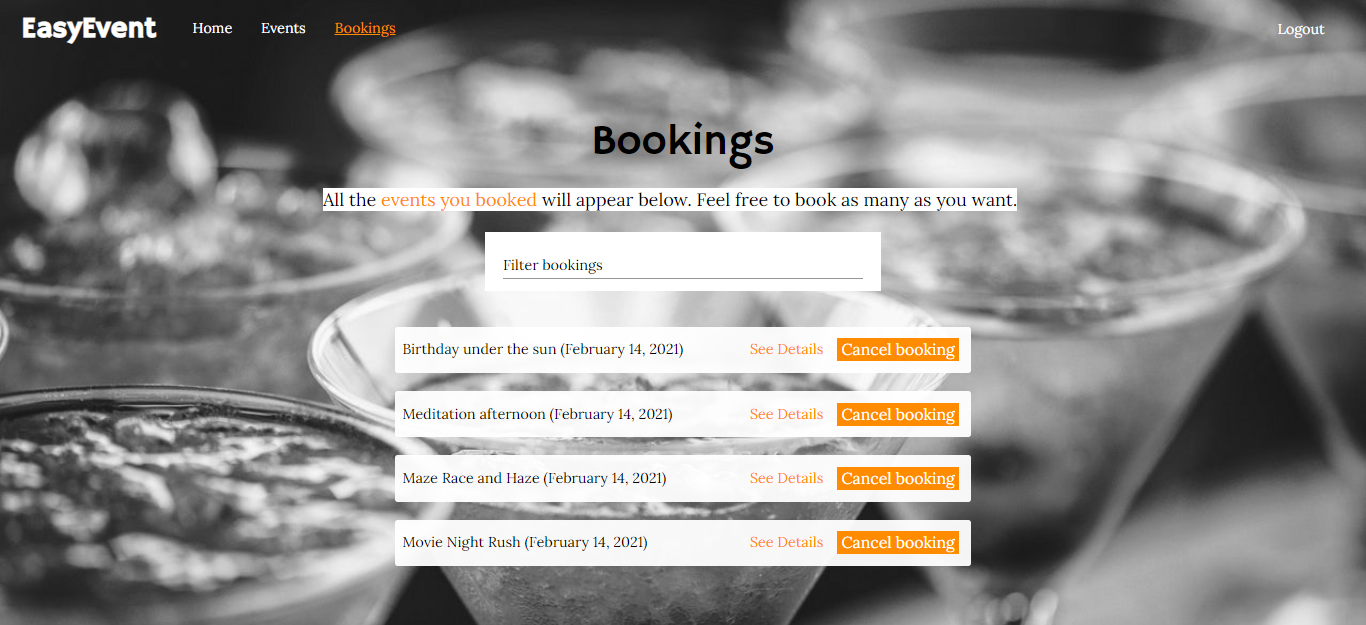 EasyEvent Home Events Bookings Logout
Bookings
All the events you booked will appear below. Feel free to book as many as you want.
Filter bookings
Birthday under the sun (February 14, 2021) See Details Cancel booking
Meditation afternoon (February 14, 2021) See Details Cancel booking
Maze Race and Haze (February 14, 2021) See Details Cancel booking
Movie Night Rush (February 14, 2021) See Details Cancel booking